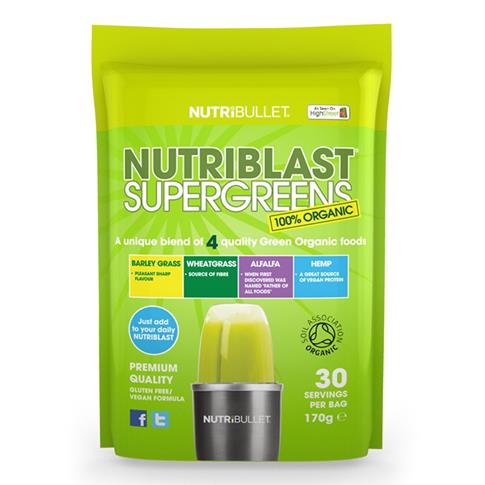 NUTRiBULLET®
As Seen On
HighStreet
NUTRIBLAST®
SUPERGREENS
100% ORGANIC
A unique blend of 4 quality Green Organic foods
BARLEY GRASS
• PLEASANT SHARP
FLAVOUR
WHEATGRASS
• SOURCE OF FIBRE
ALFALFA
• WHEN FIRST
DISCOVERED WAS
NAMED 'FATHER OF
ALL FOODS'
HEMP
• A GREAT SOURCE
OF VEGAN PROTEIN
Just add
to your daily
NUTRIBLAST
SOIL ASSOCIATION
ORGANIC
PREMIUM
QUALITY
GLUTEN FREE/
VEGAN FORMULA
30
SERVINGS
PER BAG
170g e
f t
NUTRiBULLET®